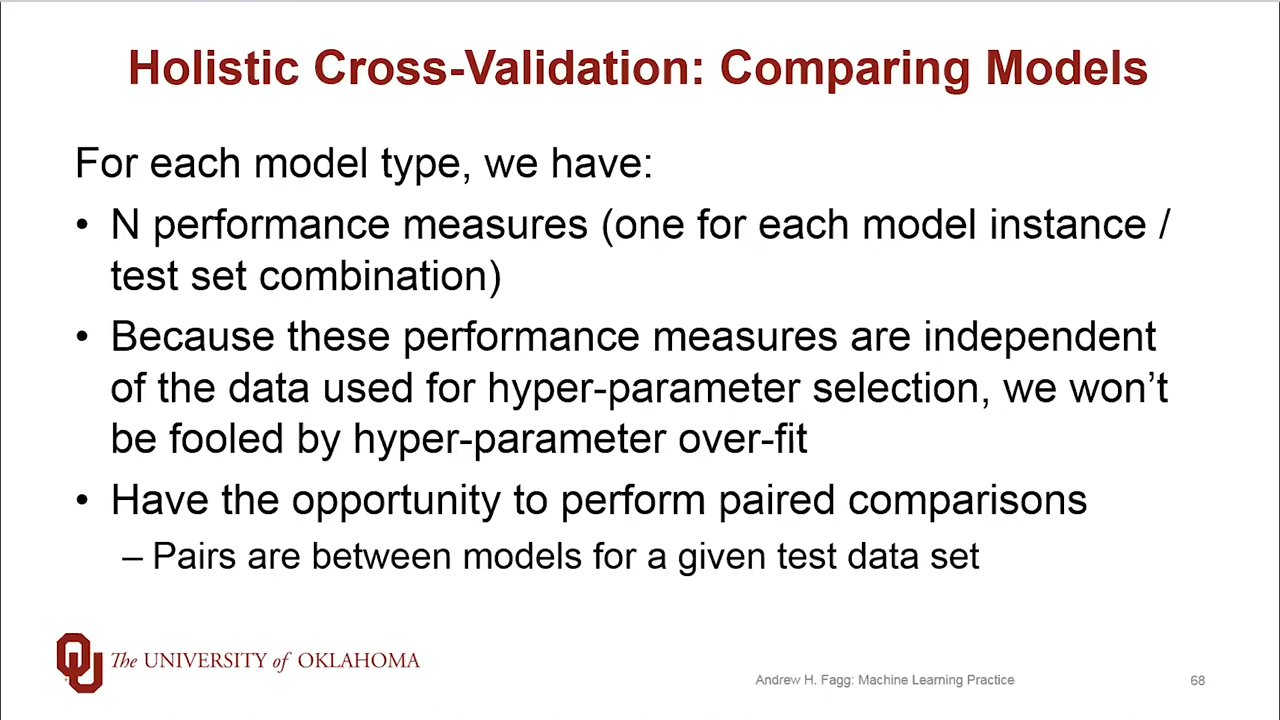 Holistic Cross-Validation: Comparing Models
For each model type, we have:
• N performance measures (one for each model instance /
test set combination)
• Because these performance measures are independent
of the data used for hyper-parameter selection, we won’t
be fooled by hyper-parameter over-fit
• Have the opportunity to perform paired comparisons
– Pairs are between models for a given test data set
The UNIVERSITY of OKLAHOMA
Andrew H. Fagg: Machine Learning Practice
68